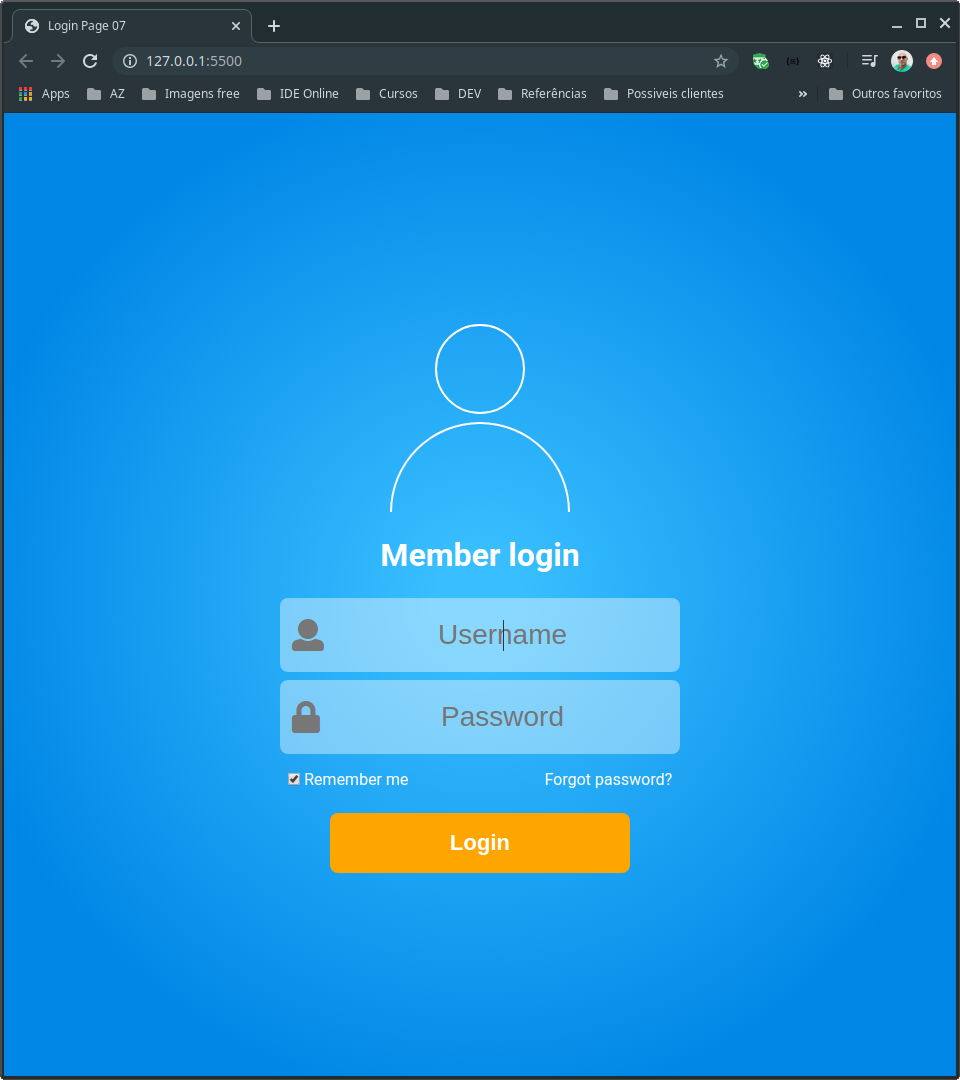 Login Page 07
127.0.0.1:5500
Apps AZ Imagens free IDE Online Cursos DEV Referências Possiveis clientes » Outros favoritos
Member login
Username
Password
Remember me Forgot password?
Login